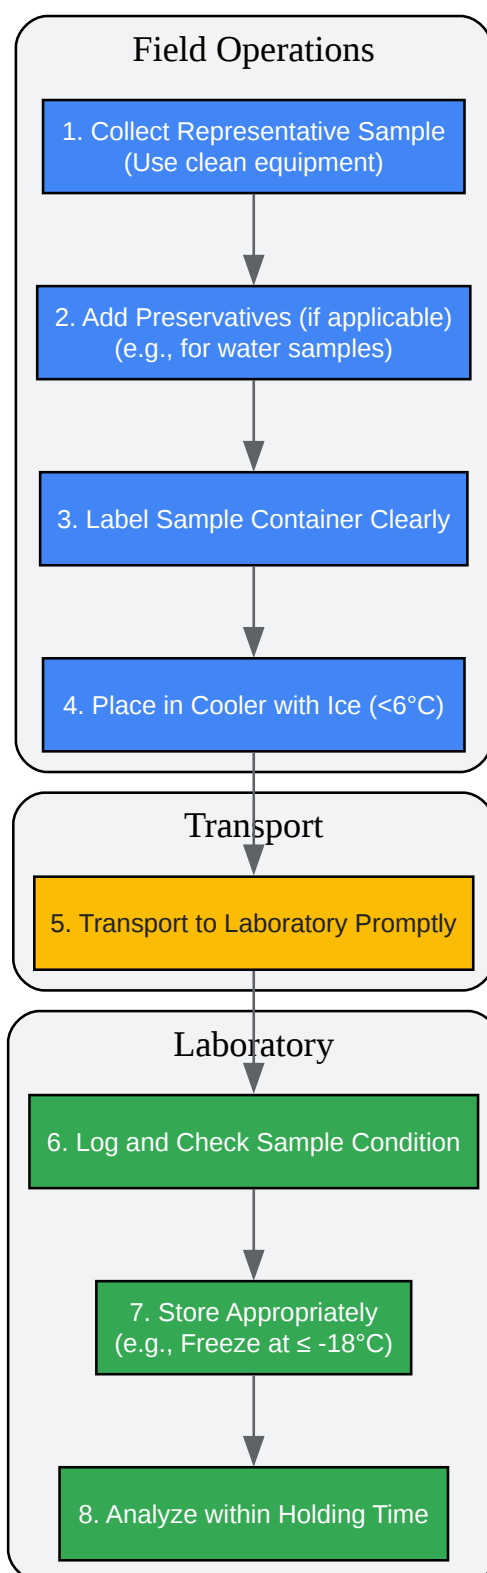 Field Operations
1. Collect Representative Sample
(Use clean equipment)
2. Add Preservatives (if applicable)
(e.g., for water samples)
3. Label Sample Container Clearly
4. Place in Cooler with Ice (<6°C)
Transport
5. Transport to Laboratory Promptly
Laboratory
6. Log and Check Sample Condition
7. Store Appropriately
(e.g., Freeze at ≤ -18°C)
8. Analyze within Holding Time